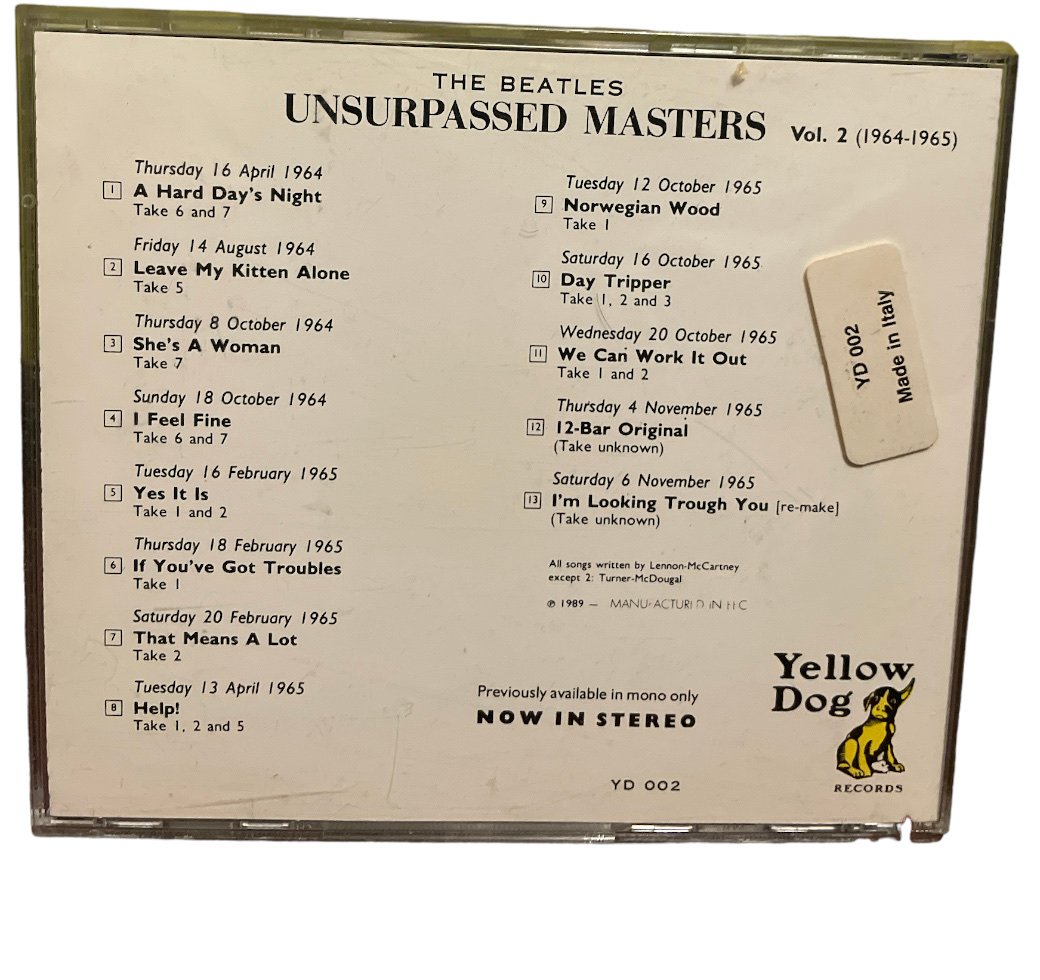 THE BEATLES
UNSURPASSED MASTERS Vol. 2 (1964-1965)
Thursday 16 April 1964
1 A Hard Day's Night
Take 6 and 7
Friday 14 August 1964
2 Leave My Kitten Alone
Take 5
Thursday 8 October 1964
3 She's A Woman
Take 7
Sunday 18 October 1964
4 I Feel Fine
Take 6 and 7
Tuesday 16 February 1965
5 Yes It Is
Take 1 and 2
Thursday 18 February 1965
6 If You've Got Troubles
Take 1
Saturday 20 February 1965
7 That Means A Lot
Take 2
Tuesday 13 April 1965
8 Help!
Take 1, 2 and 5
Tuesday 12 October 1965
9 Norwegian Wood
Take 1
Saturday 16 October 1965
10 Day Tripper
Take 1, 2 and 3
Wednesday 20 October 1965
11 We Can Work It Out
Take 1 and 2
Thursday 4 November 1965
12 12-Bar Original
(Take unknown)
Saturday 6 November 1965
13 I'm Looking Trough You [re-make]
(Take unknown)
All songs written by Lennon-McCartney
except 2: Turner-McDougal
℗ 1989 – MANUFACTURED IN EEC
Previously available in mono only
NOW IN STEREO
YD 002
Yellow
Dog
RECORDS
YD 002
Made in Italy